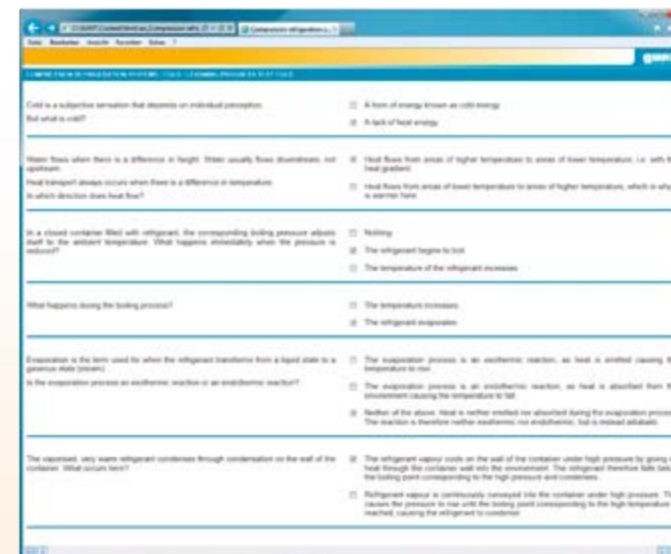 Compression refrigeration s...
Datei Bearbeiten Ansicht Favoriten Extras ?
Cold is a subjective sensation that depends on individual perception.
But what is cold?
A form of energy known as cold energy.
A lack of heat energy.
Water flows when there is a difference in height. Water usually flows downstream, not
upstream.
Heat transport always occurs when there is a difference in temperature.
In which direction does heat flow?
Heat flows from areas of higher temperature to areas of lower temperature, i.e. with
heat gradient.
Heat flows from areas of lower temperature to areas of higher temperature, which is
is warmer here.
In a closed container filled with refrigerant, the corresponding boiling pressure adjusts
itself to the ambient temperature. What happens immediately when the pressure is
reduced?
Nothing.
The refrigerant begins to boil.
The temperature of the refrigerant increases.
What happens during the boiling process?
The temperature increases.
The refrigerant evaporates.
Evaporation is the term used for when the refrigerant transforms from a liquid state to a
gaseous state (steam).
Is the evaporation process an exothermic reaction or an endothermic reaction?
The evaporation process is an exothermic reaction, as heat is emitted causing
temperature to rise.
The evaporation process is an endothermic reaction, as heat is absorbed from
environment causing the temperature to fall.
Neither of the above. Heat is neither emitted nor absorbed during the evaporation
The reaction is therefore neither exothermic nor endothermic, but is instead adiabatic.
The vaporised, very warm refrigerant condenses through condensation on the wall of the
container. What occurs here?
The refrigerant vapour cools on the wall of the container under high pressure by giving
heat through the container wall into the environment. The refrigerant therefore falls
the boiling point corresponding to the high pressure and condenses.
Refrigerant vapour is continuously conveyed into the container under high pressure.
causes the pressure to rise until the boiling point corresponding to the high temperature
reached, causing the refrigerant to condense.